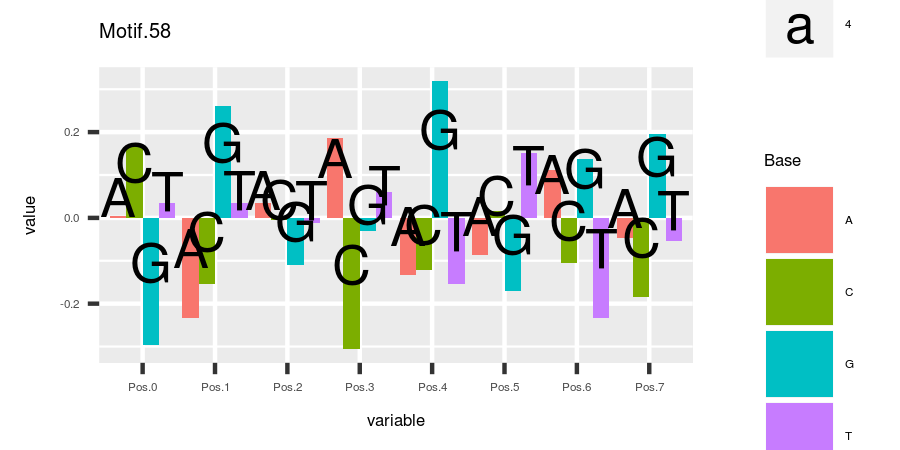 Motif.58
a 4
value
0.2
0.0
-0.2
A C G T
A C G T
A C G T
A C G T
A C G T
A C G T
A C G T
A C G T
Pos.0 Pos.1 Pos.2 Pos.3 Pos.4 Pos.5 Pos.6 Pos.7
variable
Base
A
C
G
T